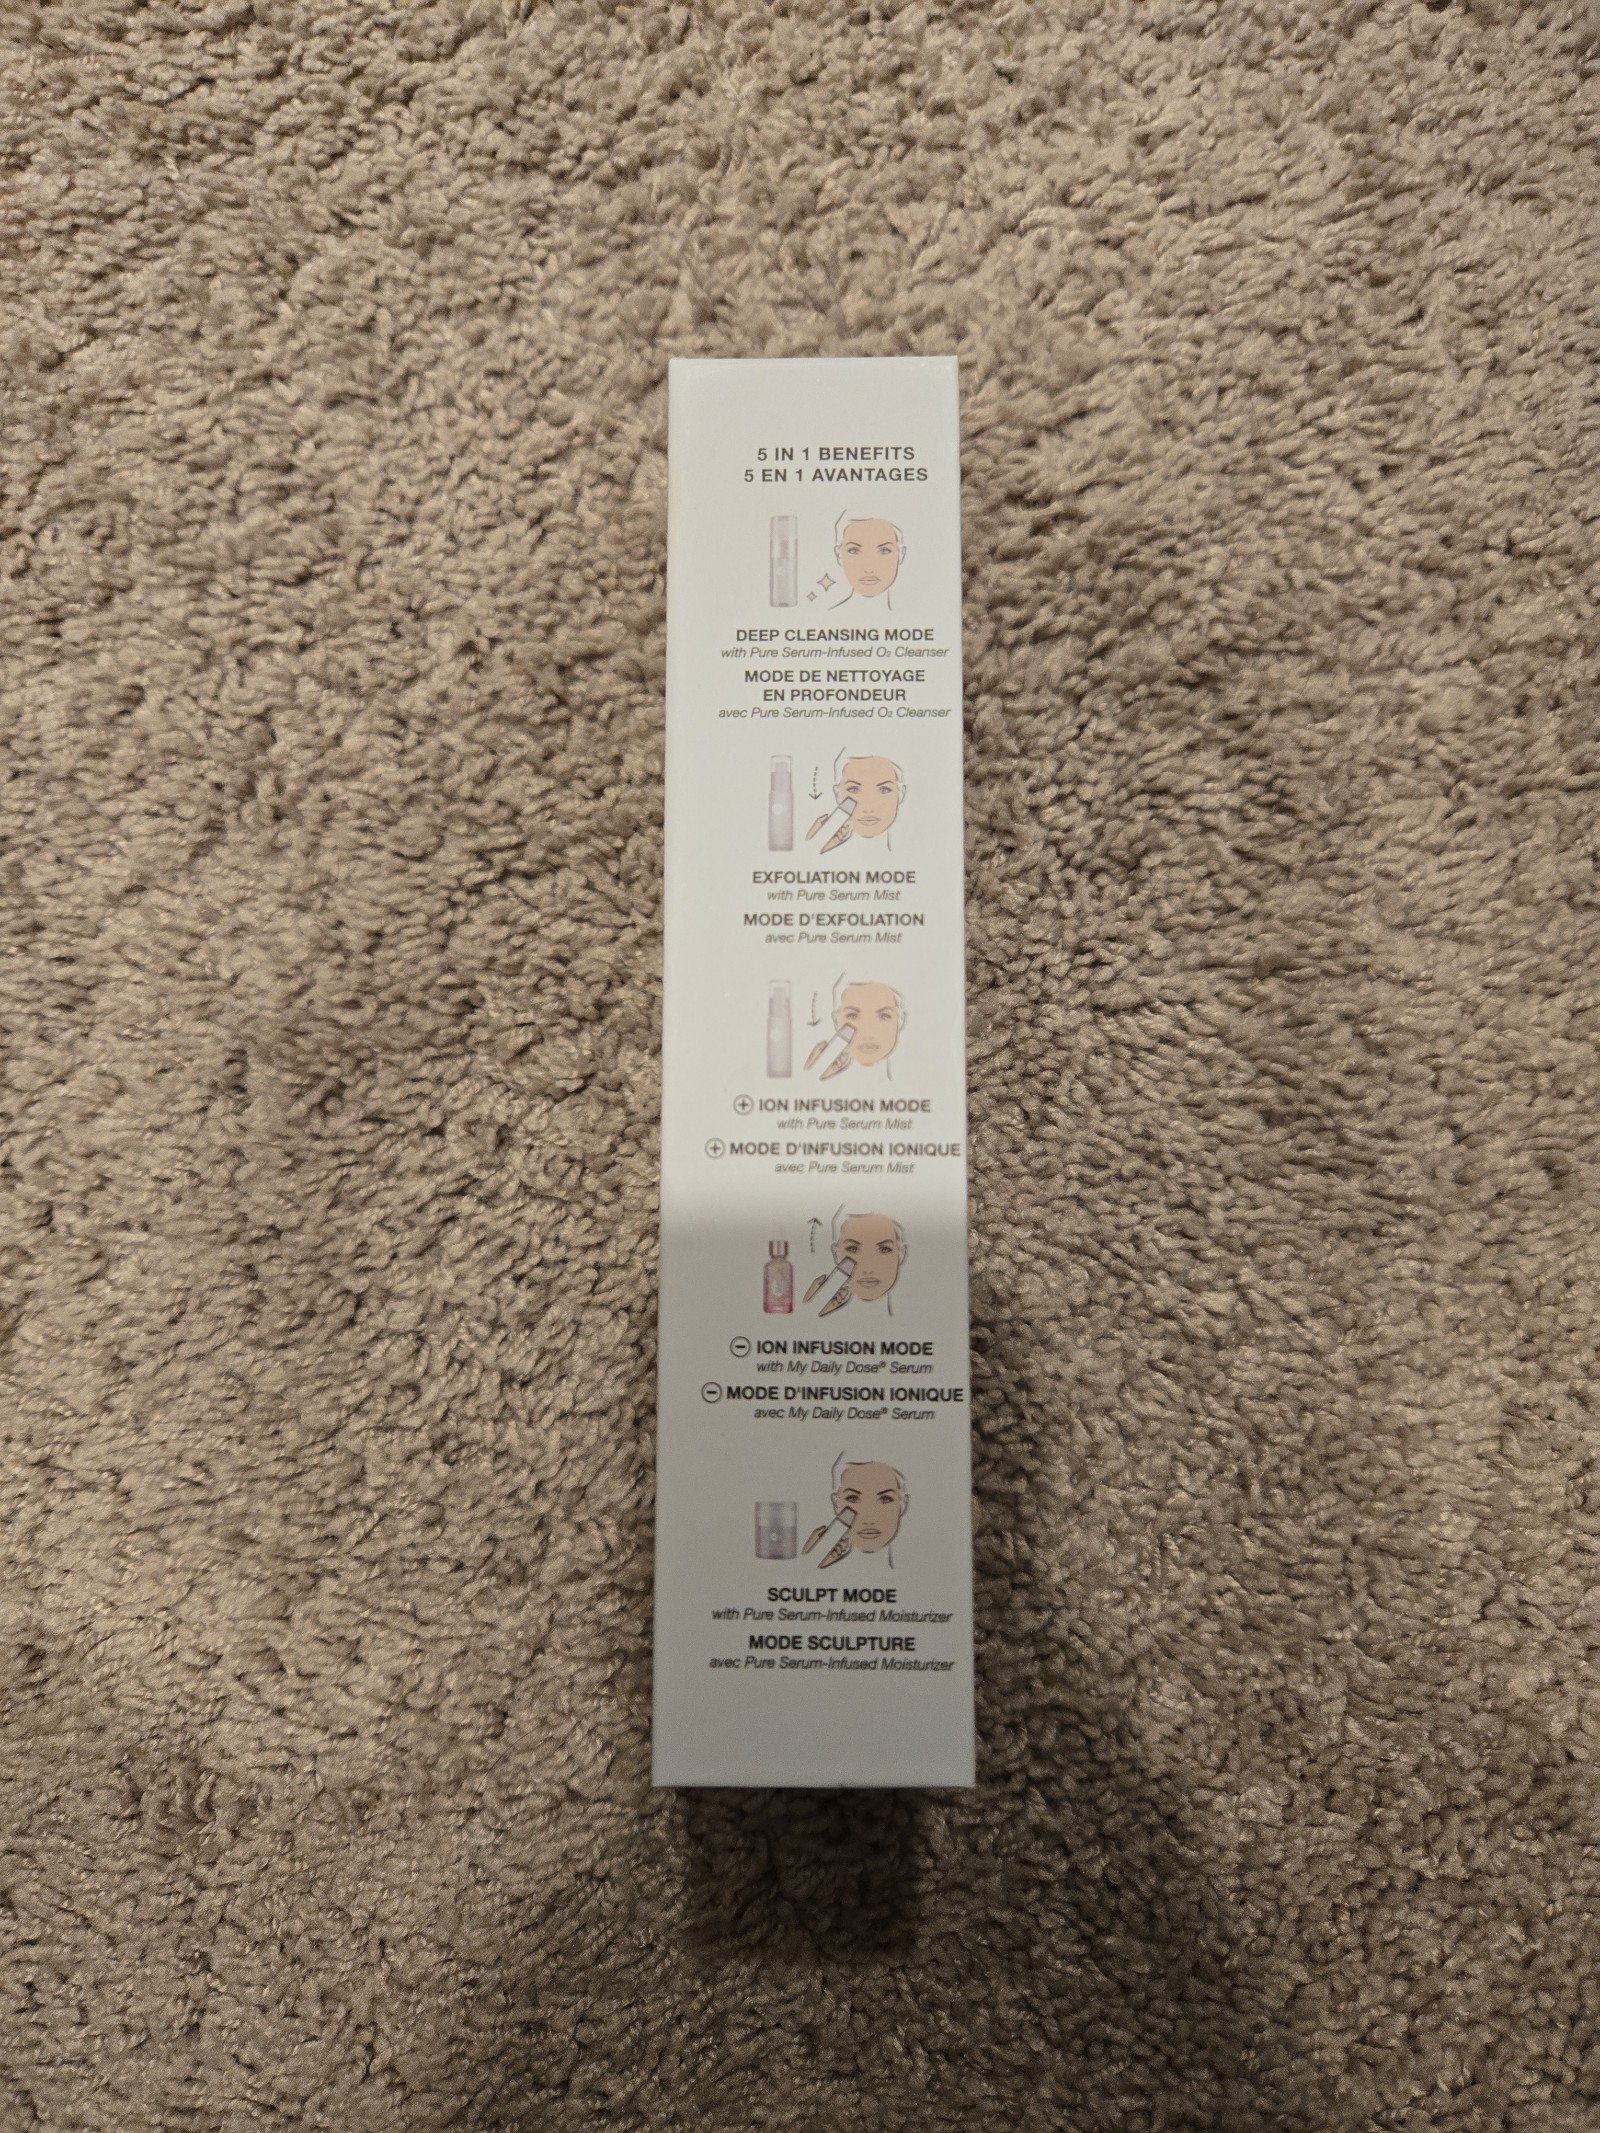 5 IN 1 BENEFITS
5 EN 1 AVANTAGES
DEEP CLEANSING MODE
with Pure Serum-Infused O₂ Cleanser
MODE DE NETTOYAGE
EN PROFONDEUR
avec Pure Serum-Infused O₂ Cleanser
EXFOLIATION MODE
with Pure Serum Mist
MODE D'EXFOLIATION
avec Pure Serum Mist
⊕ ION INFUSION MODE
with Pure Serum Mist
⊕ MODE D'INFUSION IONIQUE
avec Pure Serum Mist
⊖ ION INFUSION MODE
with My Daily Dose® Serum
⊖ MODE D'INFUSION IONIQUE
avec My Daily Dose® Serum
SCULPT MODE
with Pure Serum-Infused Moisturizer
MODE SCULPTURE
avec Pure Serum-Infused Moisturizer